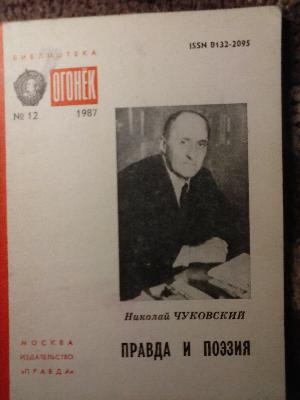 БИБЛИОТЕКА
ISSN 0132-2095
ОГОНЁК
№ 12 1987
Николай ЧУКОВСКИЙ
ПРАВДА И ПОЭЗИЯ
МОСКВА
ИЗДАТЕЛЬСТВО
«ПРАВДА»